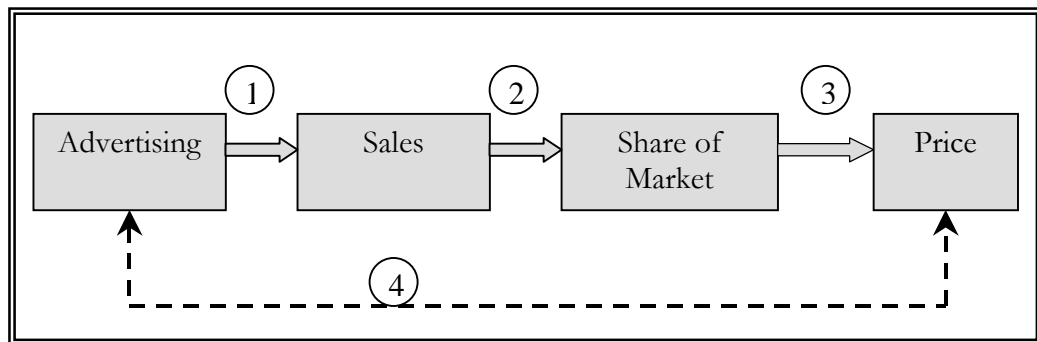 1
2
3
Advertising
Sales
Share of
Market
Price
4